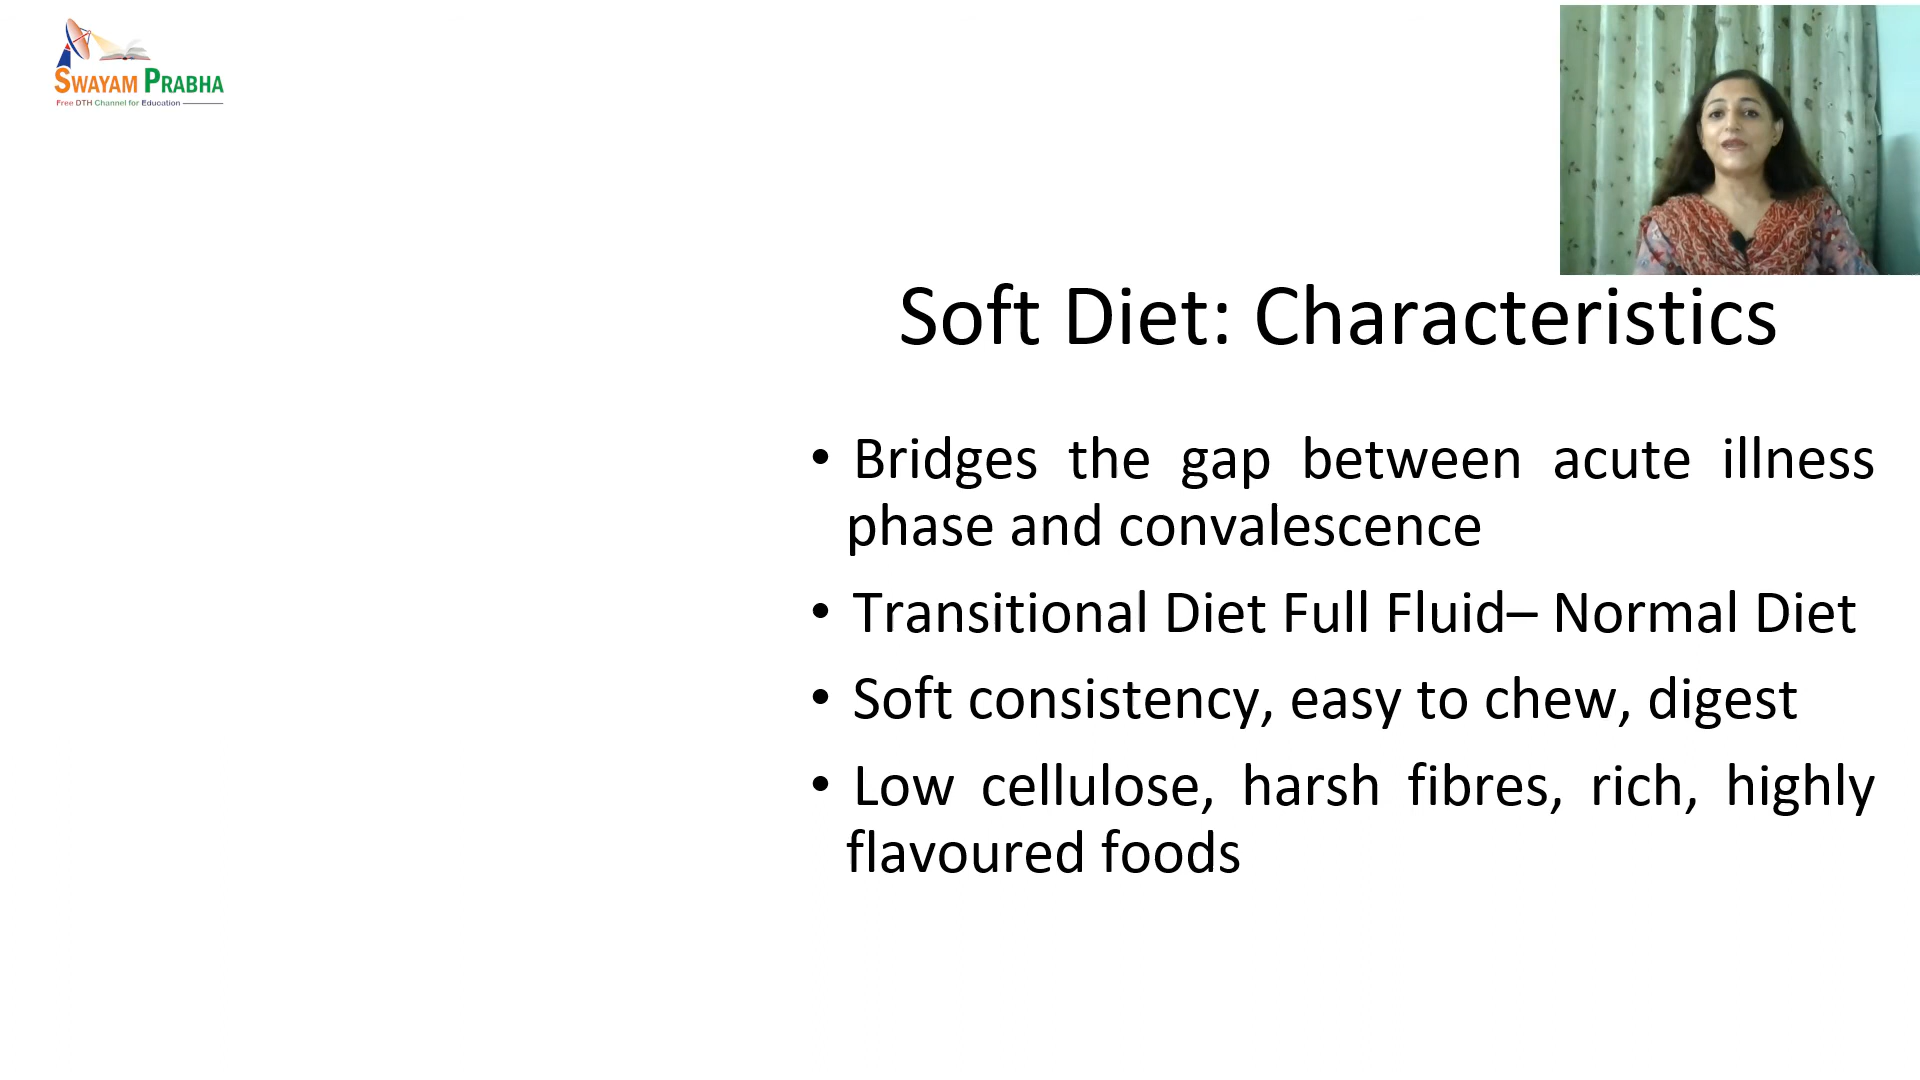 SWAYAM PRABHA
Free DTH Channel for Education
Soft Diet: Characteristics
• Bridges the gap between acute illness
phase and convalescence
• Transitional Diet Full Fluid– Normal Diet
• Soft consistency, easy to chew, digest
• Low cellulose, harsh fibres, rich, highly
flavoured foods